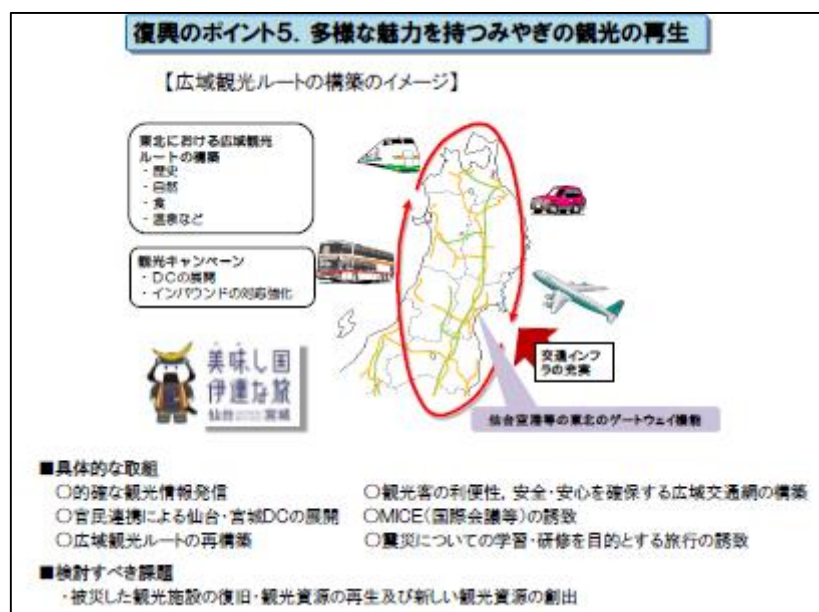 復興のポイント5．多様な魅力を持つみやぎの観光の再生
【広域観光ルートの構築のイメージ】
東北における広域観光
ルートの構築
・歴史
・自然
・食
・温泉など
観光キャンペーン
・DCの展開
・インバウンドの対応強化
美味し国
伊達な旅
仙台 宮城
交通インフ
ラの充実
仙台空港等の東北のゲートウェイ機能
■具体的な取組
○的確な観光情報発信
○官民連携による仙台・宮城DCの展開
○広域観光ルートの再構築
○観光客の利便性，安全・安心を確保する広域交通網の構築
○MICE（国際会議等）の誘致
○震災についての学習・研修を目的とする旅行の誘致
■検討すべき課題
・被災した観光施設の復旧・観光資源の再生及び新しい観光資源の創出